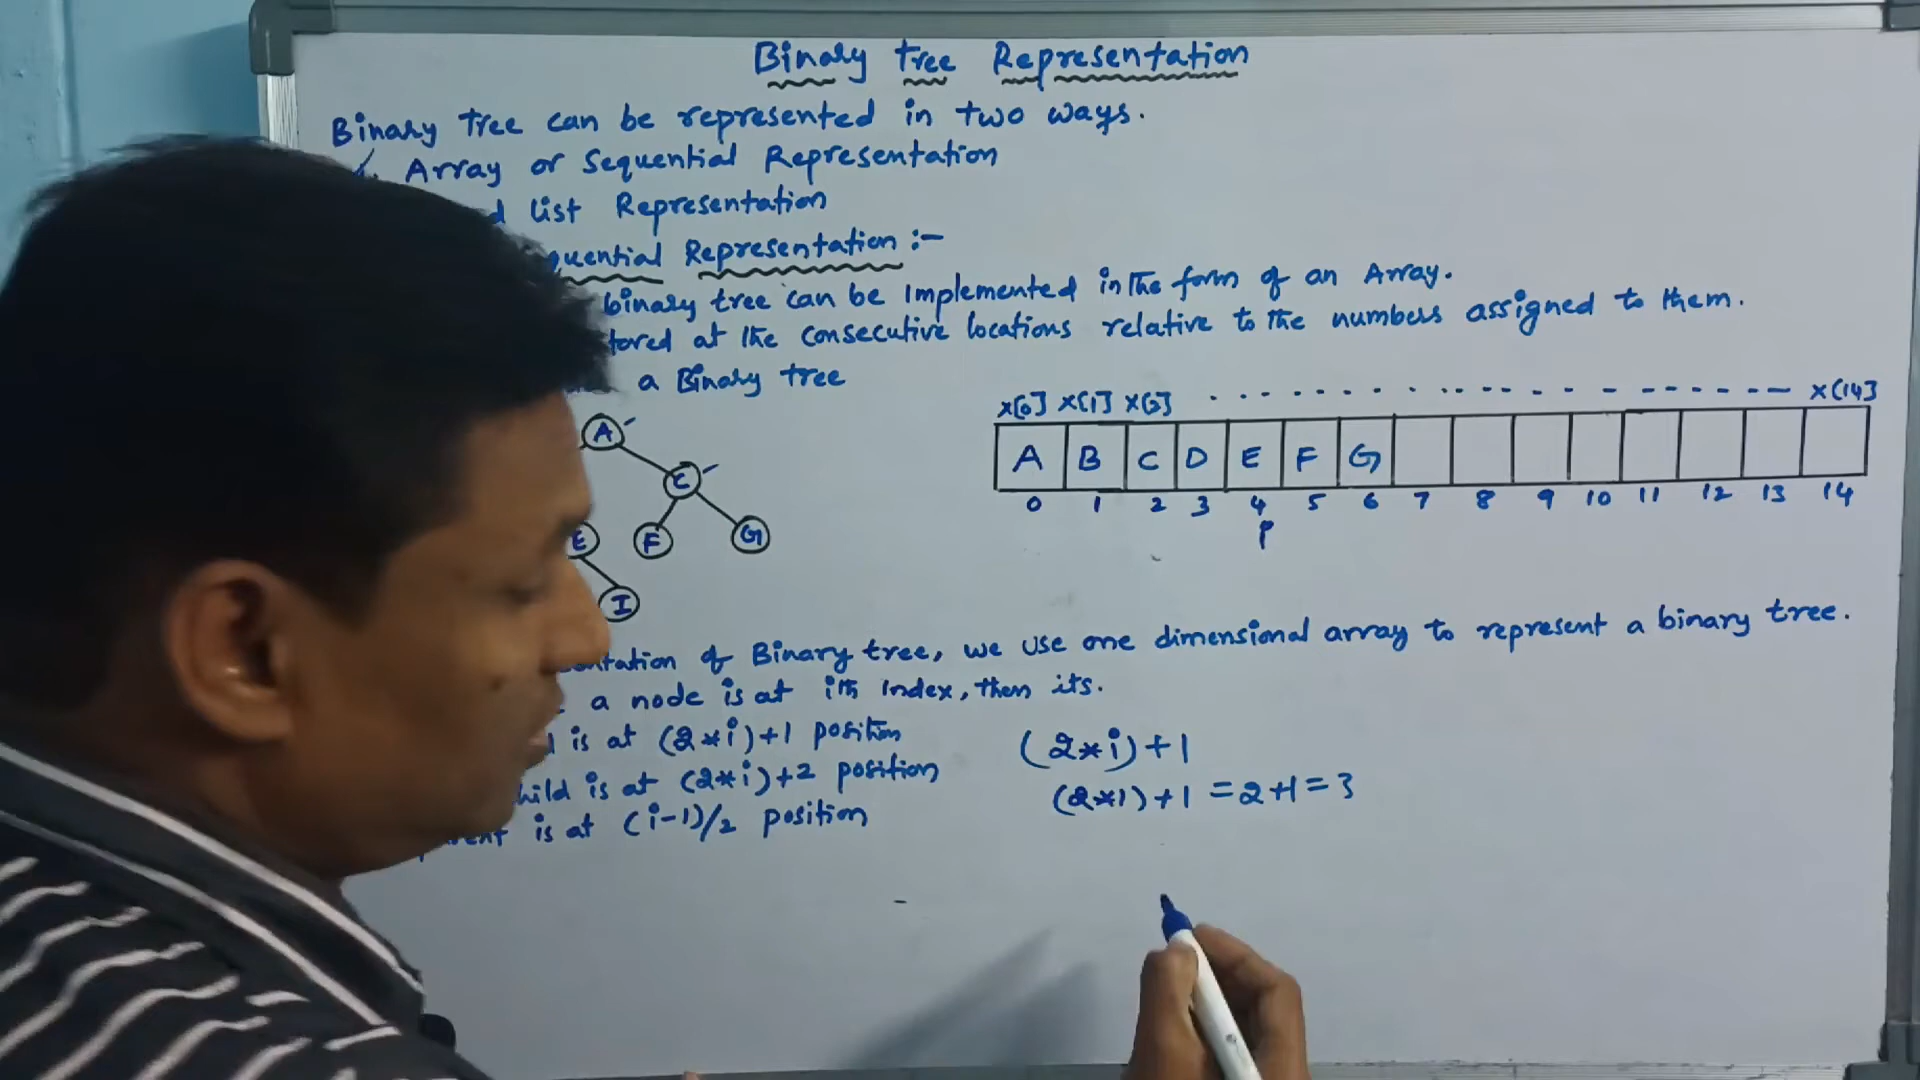 Binary tree Representation
Binary tree can be represented in two ways.
Array or Sequential Representation
list Representation
Representation :-
binary tree can be Implemented in the form of an Array.
at the consecutive locations relative to the numbers assigned to them.
a Binary tree
x[0] x[1] x[2] x[14]
A B C D E F G
0 1 2 3 4 5 6 7 8 9 10 11 12 13 14
p
A
E F G
I
of Binary tree, we use one dimensional array to represent a binary tree.
a node is at ith index, then its.
is at (2*i)+1 position
is at (2*i)+2 position
is at (i-1)/2 position
(2*i)+1
(2*1)+1 = 2+1 = 3